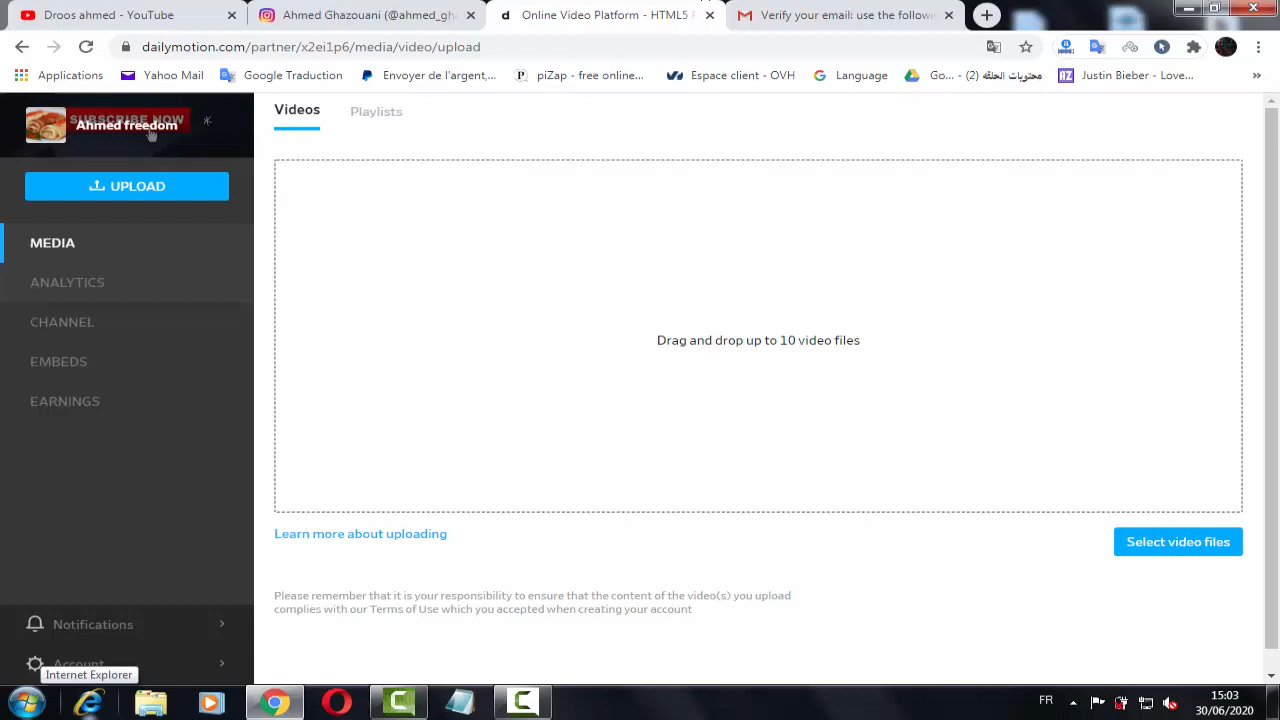 Droos ahmed - YouTube
Ahmed Ghazouani (@ahmed_gha
Online Video Platform - HTML5 P
Verify your email: use the followi
dailymotion.com/partner/x2ei1p6/media/video/upload
Applications
Yahoo Mail
Google Traduction
Envoyer de l'argent,...
piZap - free online...
Espace client - OVH
Language
Go... - (2) محتويات الحلقه
Justin Bieber - Love...
SUBSCRIBE NOW
Ahmed freedom
UPLOAD
MEDIA
ANALYTICS
CHANNEL
EMBEDS
EARNINGS
Notifications
Account
Internet Explorer
Videos
Playlists
Drag and drop up to 10 video files
Learn more about uploading
Select video files
Please remember that it is your responsibility to ensure that the content of the video(s) you upload
complies with our Terms of Use which you accepted when creating your account
FR
15:03
30/06/2020